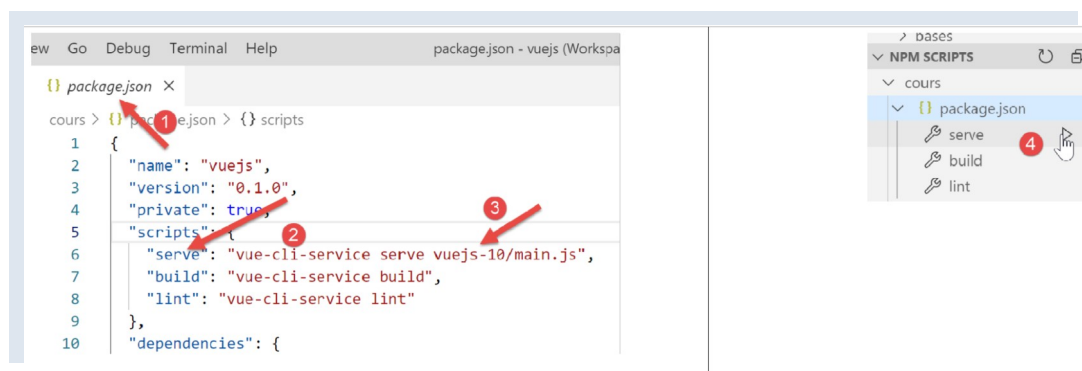 ew Go Debug Terminal Help package.json - vuejs (Workspa
{} package.json ×
1
cours > {} package.json > {} scripts
1 {
2 "name": "vuejs",
3 "version": "0.1.0",
4 "private": true,
3
5 "scripts": {
2
6 "serve": "vue-cli-service serve vuejs-10/main.js",
7 "build": "vue-cli-service build",
8 "lint": "vue-cli-service lint"
9 },
10 "dependencies": {
> bases
NPM SCRIPTS
cours
{} package.json
serve
4
build
lint